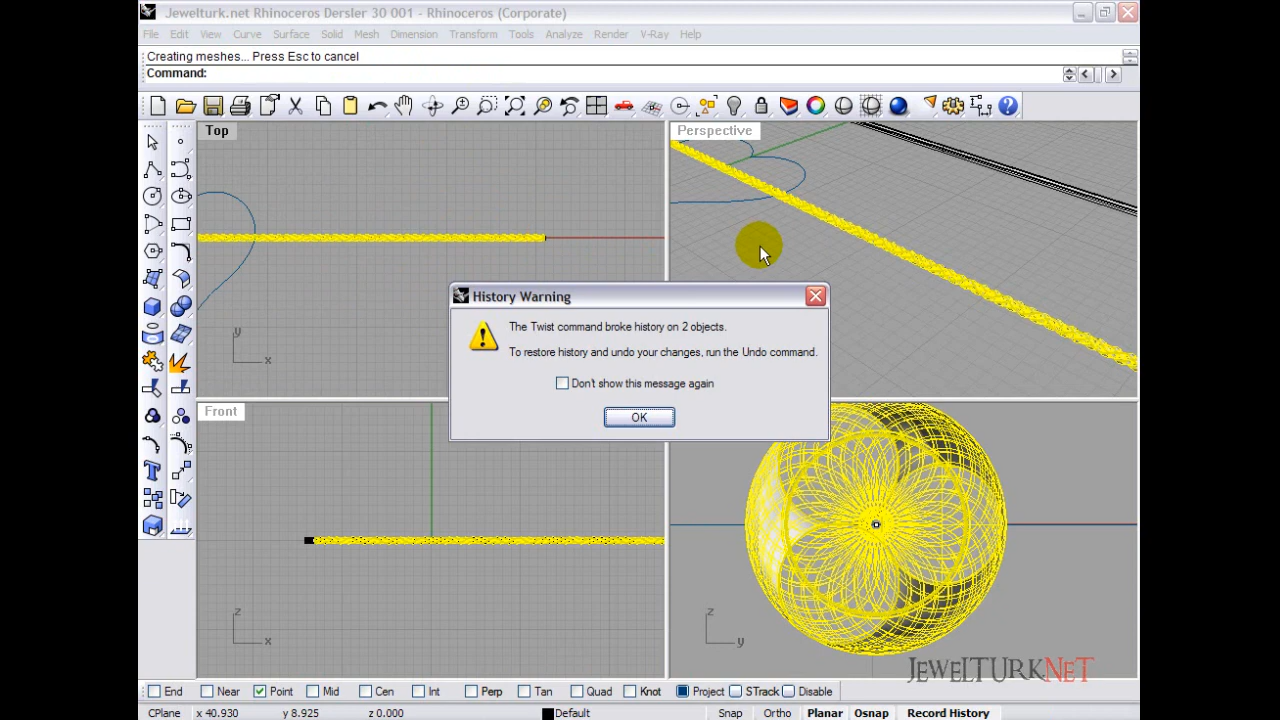 Jewelturk.net Rhinoceros Dersler 30 001 - Rhinoceros (Corporate)
File Edit View Curve Surface Solid Mesh Dimension Transform Tools Analyze Render V-Ray Help
Creating meshes... Press Esc to cancel
Command:
Top
Perspective
History Warning
The Twist command broke history on 2 objects.
To restore history and undo your changes, run the Undo command.
Don't show this message again
OK
y
x
Front
z
x
z
y
JEWELTURKNET
End Near Point Mid Cen Int Perp Tan Quad Knot Project STrack Disable
CPlane x 40.930 y 8.925 z 0.000 Default Snap Ortho Planar Osnap Record History